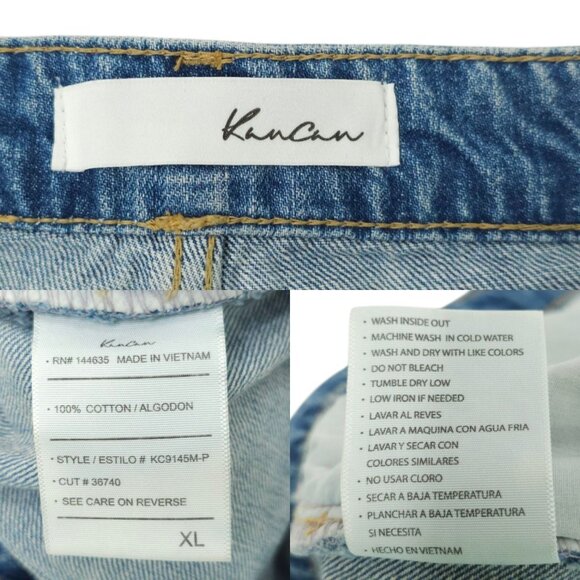 KanCan
KanCan
• RN# 144635 MADE IN VIETNAM
• 100% COTTON / ALGODON
• STYLE / ESTILO # KC9145M-P
• CUT # 36740
• SEE CARE ON REVERSE
XL
• WASH INSIDE OUT
• MACHINE WASH IN COLD WATER
• WASH AND DRY WITH LIKE COLORS
• DO NOT BLEACH
• TUMBLE DRY LOW
• LOW IRON IF NEEDED
• LAVAR AL REVES
• LAVAR A MAQUINA CON AGUA FRIA
• LAVAR Y SECAR CON
COLORES SIMILARES
• NO USAR CLORO
• SECAR A BAJA TEMPERATURA
• PLANCHAR A BAJA TEMPERATURA
SI NECESITA
• HECHO EN VIETNAM